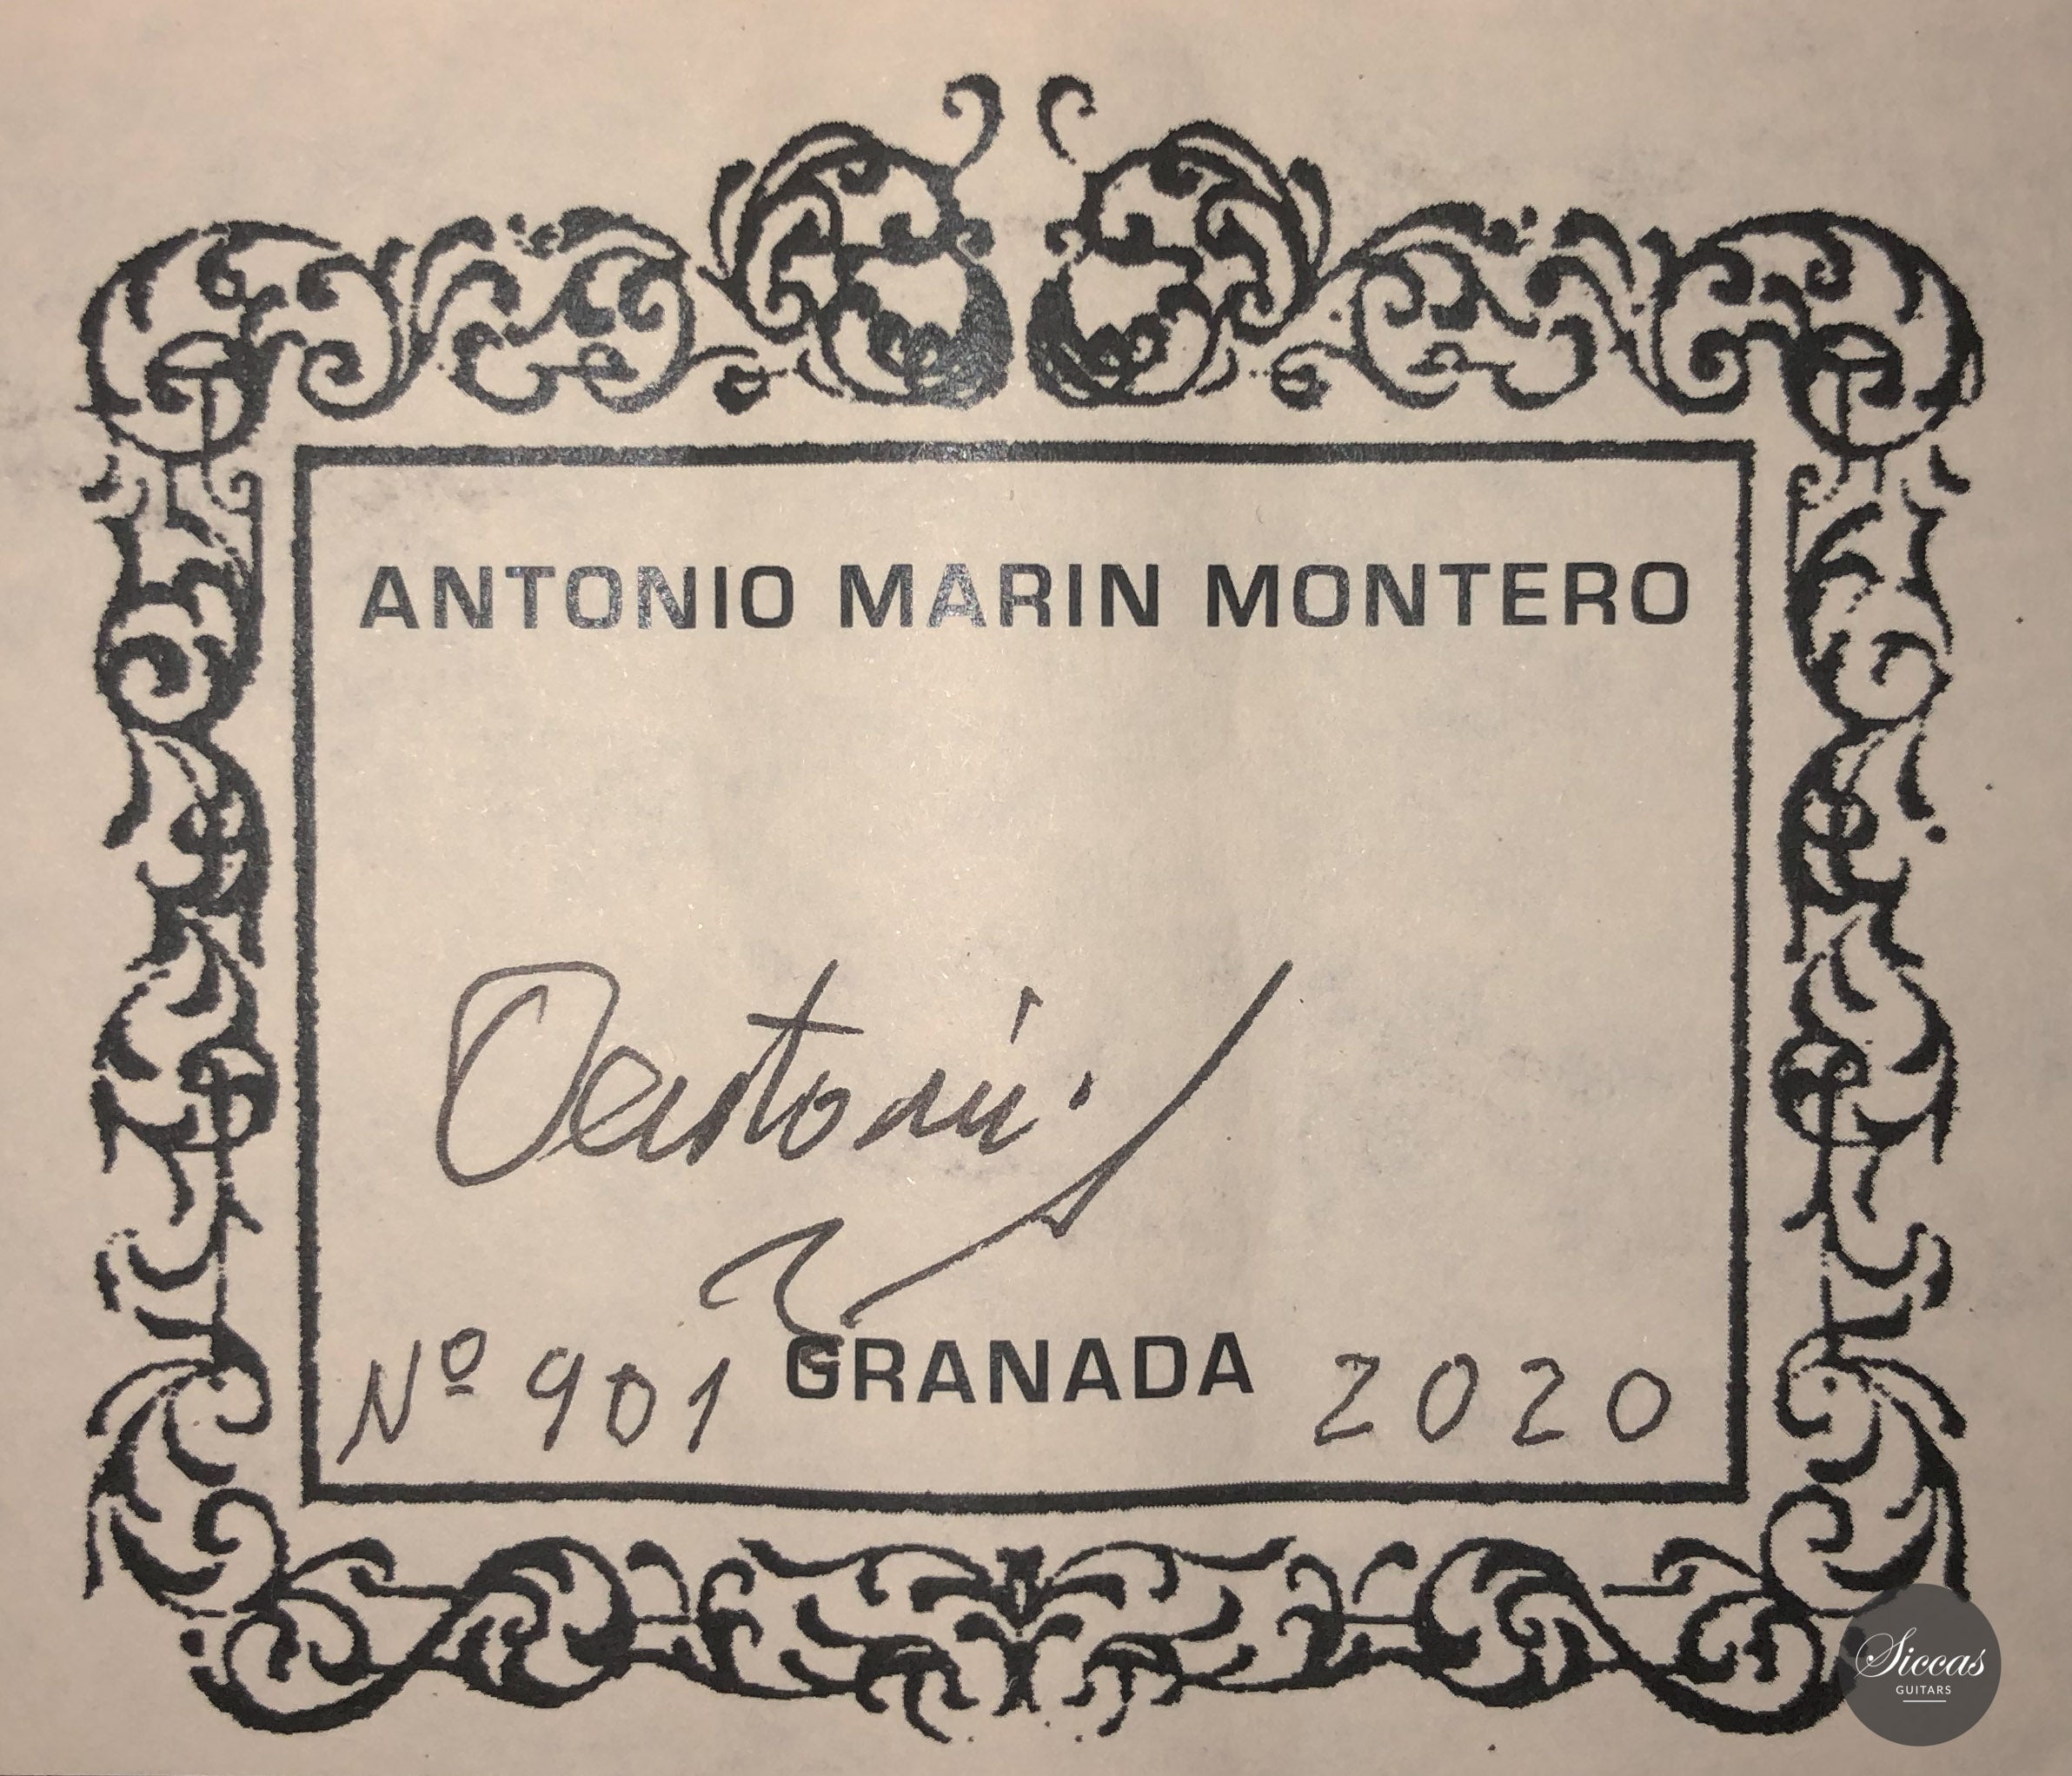 ANTONIO MARIN MONTERO
Antonio
Nº 901 GRANADA 2020
Siccas
GUITARS